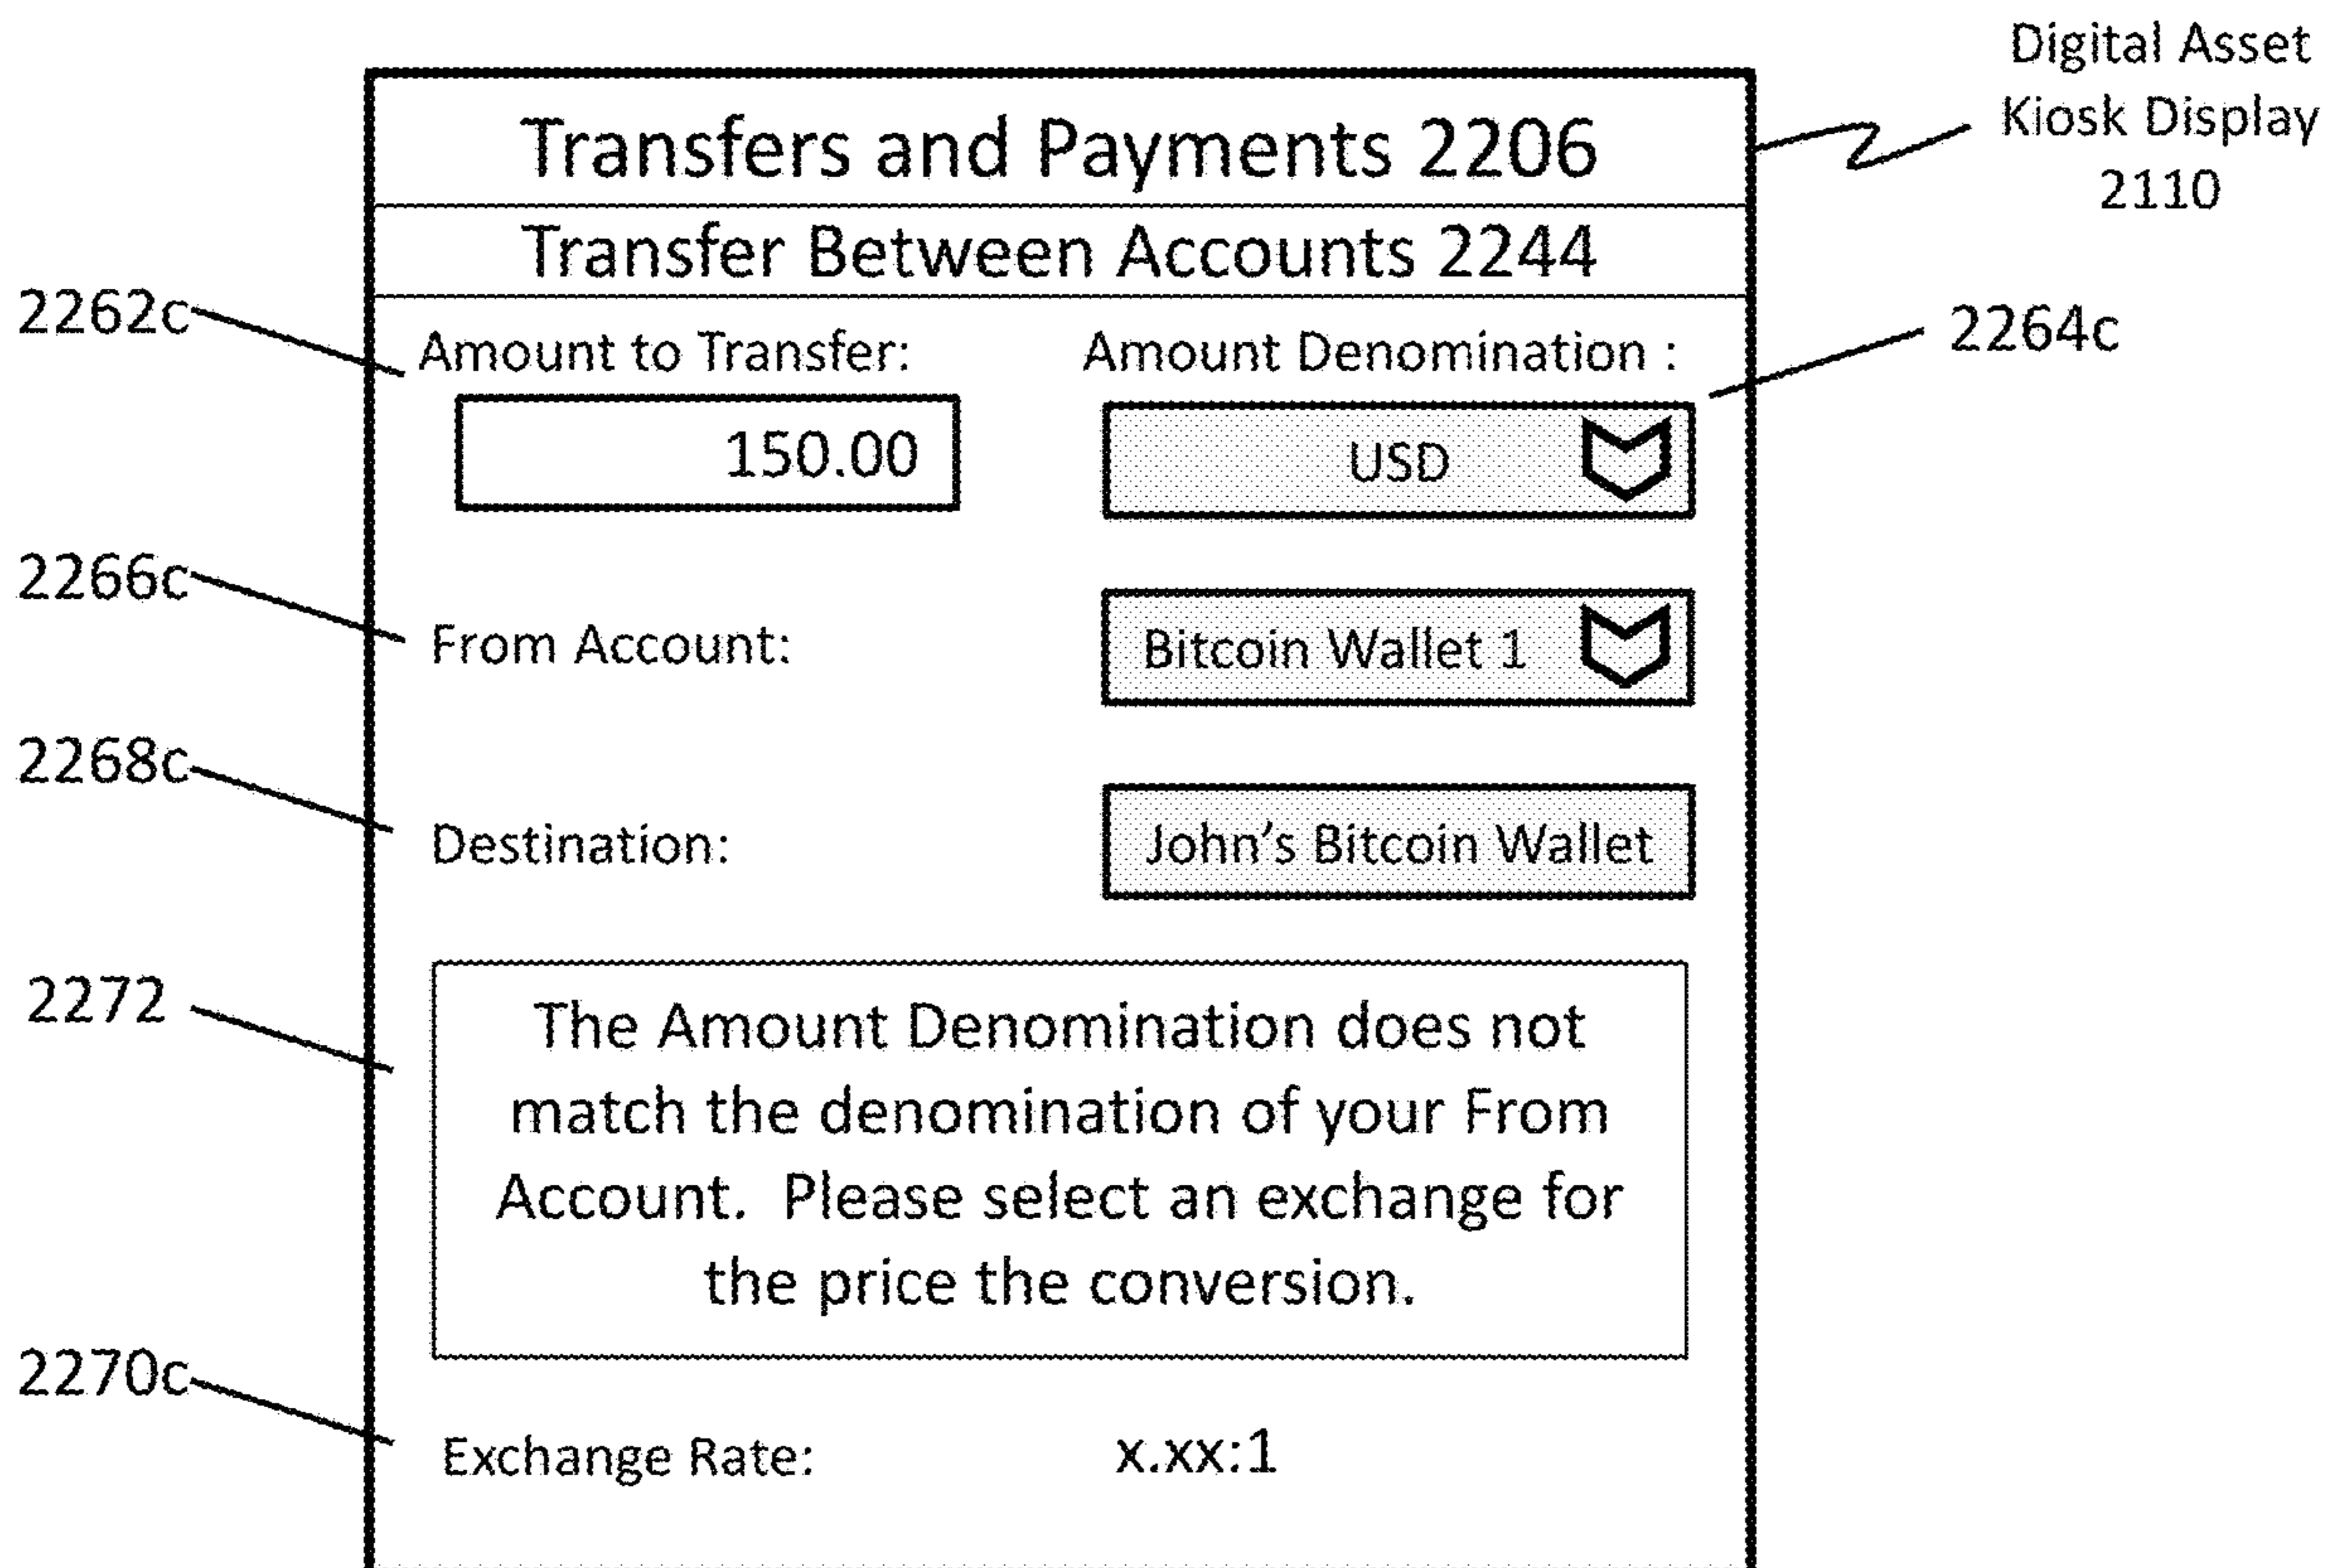 Digital Asset
Kiosk Display
2110
Transfers and Payments 2206
Transfer Between Accounts 2244
2262c
Amount to Transfer:
Amount Denomination :
2264c
150.00
USD
2266c
From Account:
Bitcoin Wallet 1
2268c
Destination:
John's Bitcoin Wallet
2272
The Amount Denomination does not
match the denomination of your From
Account.  Please select an exchange for
the price the conversion.
2270c
Exchange Rate:
x.xx:1